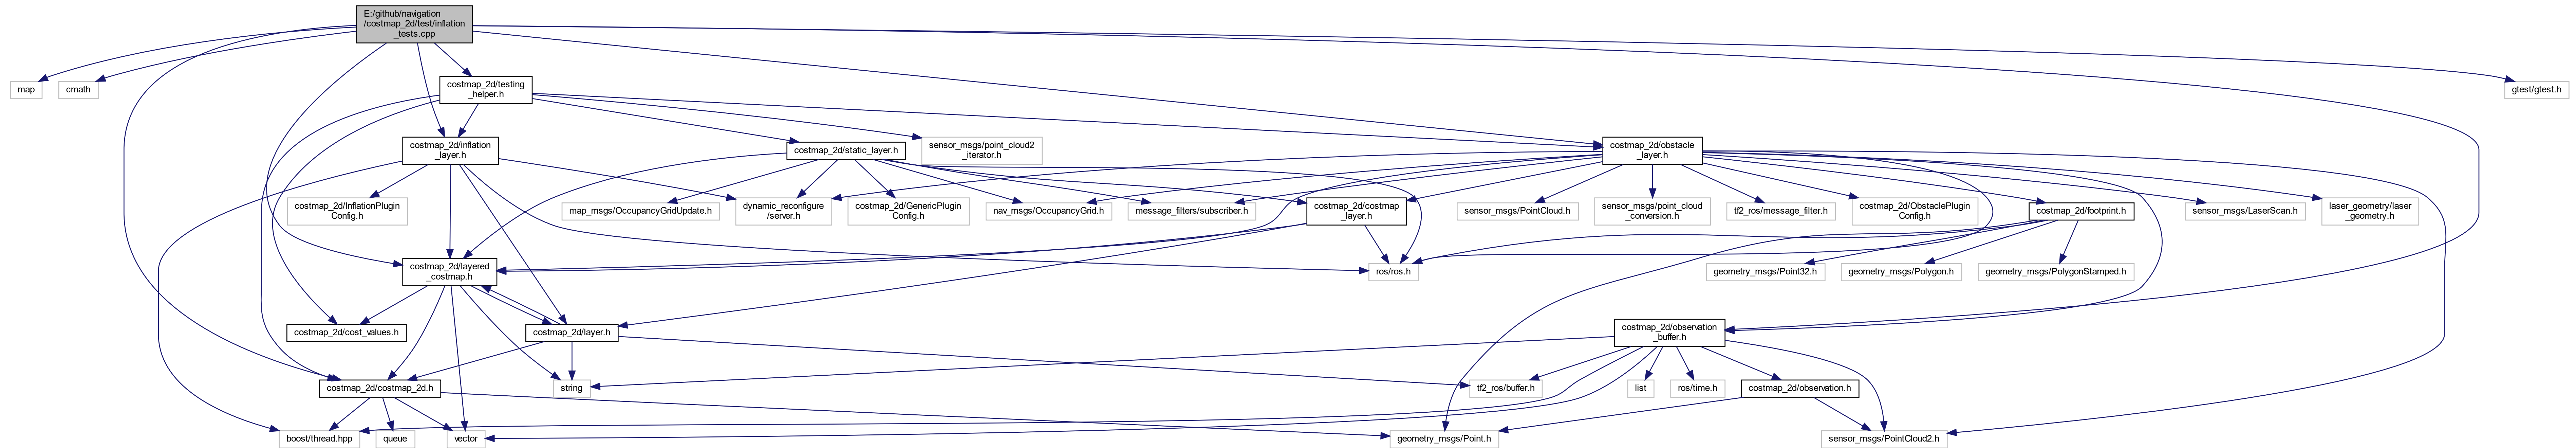 E:/github/navigation
/costmap_2d/test/inflation
_tests.cpp
map
cmath
costmap_2d/testing
_helper.h
gtest/gtest.h
costmap_2d/inflation
_layer.h
costmap_2d/static_layer.h
sensor_msgs/point_cloud2
_iterator.h
costmap_2d/obstacle
_layer.h
costmap_2d/InflationPlugin
Config.h
map_msgs/OccupancyGridUpdate.h
dynamic_reconfigure
/server.h
costmap_2d/GenericPlugin
Config.h
nav_msgs/OccupancyGrid.h
message_filters/subscriber.h
costmap_2d/costmap
_layer.h
sensor_msgs/PointCloud.h
sensor_msgs/point_cloud
_conversion.h
tf2_ros/message_filter.h
costmap_2d/ObstaclePlugin
Config.h
costmap_2d/footprint.h
sensor_msgs/LaserScan.h
laser_geometry/laser
_geometry.h
costmap_2d/layered
_costmap.h
ros/ros.h
geometry_msgs/Point32.h
geometry_msgs/Polygon.h
geometry_msgs/PolygonStamped.h
costmap_2d/cost_values.h
costmap_2d/layer.h
costmap_2d/observation
_buffer.h
costmap_2d/costmap_2d.h
string
tf2_ros/buffer.h
list
ros/time.h
costmap_2d/observation.h
boost/thread.hpp
queue
vector
geometry_msgs/Point.h
sensor_msgs/PointCloud2.h